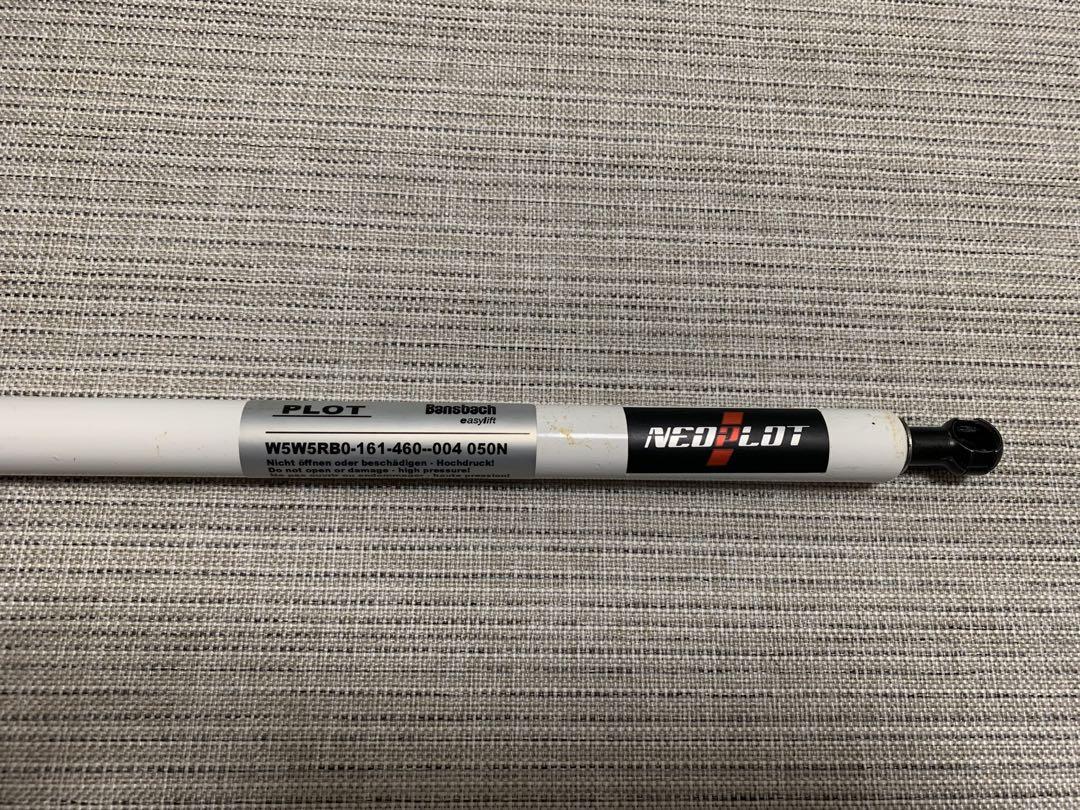 PLOT
Bansbach
easylift
W5W5RB0-161-460--004 050N
Nicht öffnen oder beschädigen - Hochdruck!
Do not open or damage - high pressure!
NEOPLOT